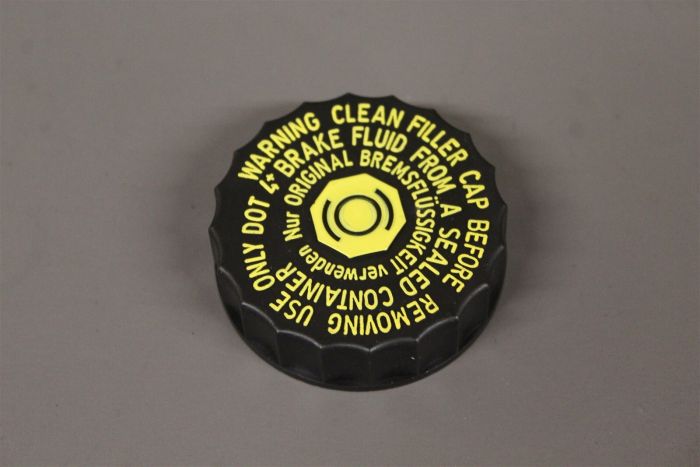 WARNING CLEAN FILLER CAP BEFORE REMOVING USE ONLY DOT 4+ BRAKE FLUID FROM A SEALED CONTAINER
Nur ORIGINAL BREMSFLÜSSIGKEIT verwenden